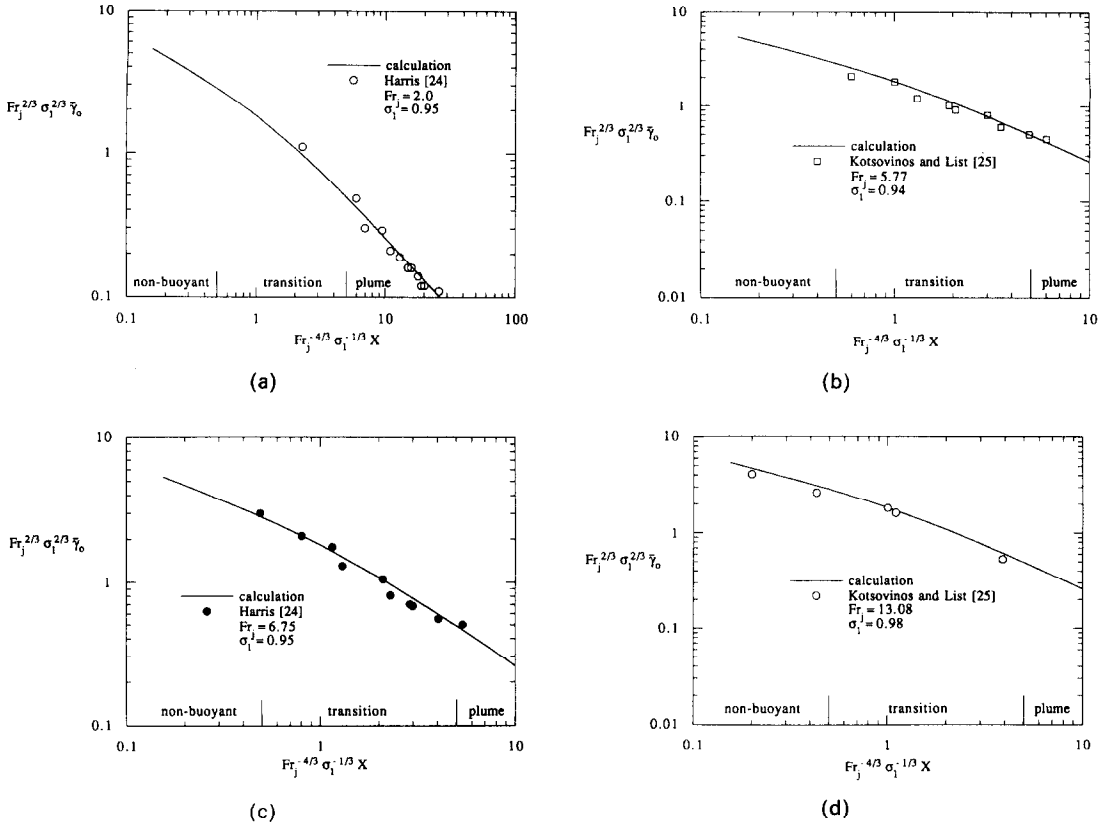 10
Fr_j^{2/3} σ_1^{2/3} γ̄_o
1
0.1
calculation
Harris [24]
Fr_j = 2.0
σ_1 = 0.95
non-buoyant
transition
plume
0.1
1
10
100
Fr_j^{-4/3} σ_1^{-1/3} X
(a)
10
Fr_j^{2/3} σ_1^{2/3} γ̄_o
1
0.1
0.01
calculation
Kotsovinos and List [25]
Fr_j = 5.77
σ_1 = 0.94
non-buoyant
transition
plume
0.1
1
10
Fr_j^{-4/3} σ_1^{-1/3} X
(b)
10
Fr_j^{2/3} σ_1^{2/3} γ̄_o
1
0.1
calculation
Harris [24]
Fr_j = 6.75
σ_1 = 0.95
non-buoyant
transition
plume
0.1
1
10
Fr_j^{-4/3} σ_1^{-1/3} X
(c)
10
Fr_j^{2/3} σ_1^{2/3} γ̄_o
1
0.1
0.01
calculation
Kotsovinos and List [25]
Fr_j = 13.08
σ_1 = 0.98
non-buoyant
transition
plume
0.1
1
10
Fr_j^{-4/3} σ_1^{-1/3} X
(d)